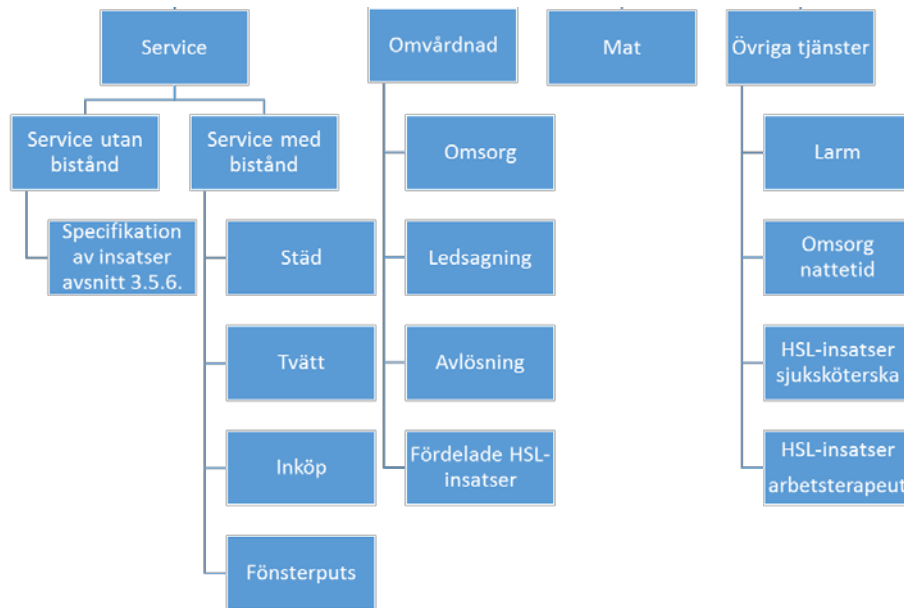 Service
Service utan
bistånd
Specifikation
av insatser
avsnitt 3.5.6.
Service med
bistånd
Städ
Tvätt
Inköp
Fönsterputs
Omvårdnad
Omsorg
Ledsagning
Avlösning
Fördelade HSL-
insatser
Mat
Övriga tjänster
Larm
Omsorg
nattetid
HSL-insatser
sjuksköterska
HSL-insatser
arbetsterapeut